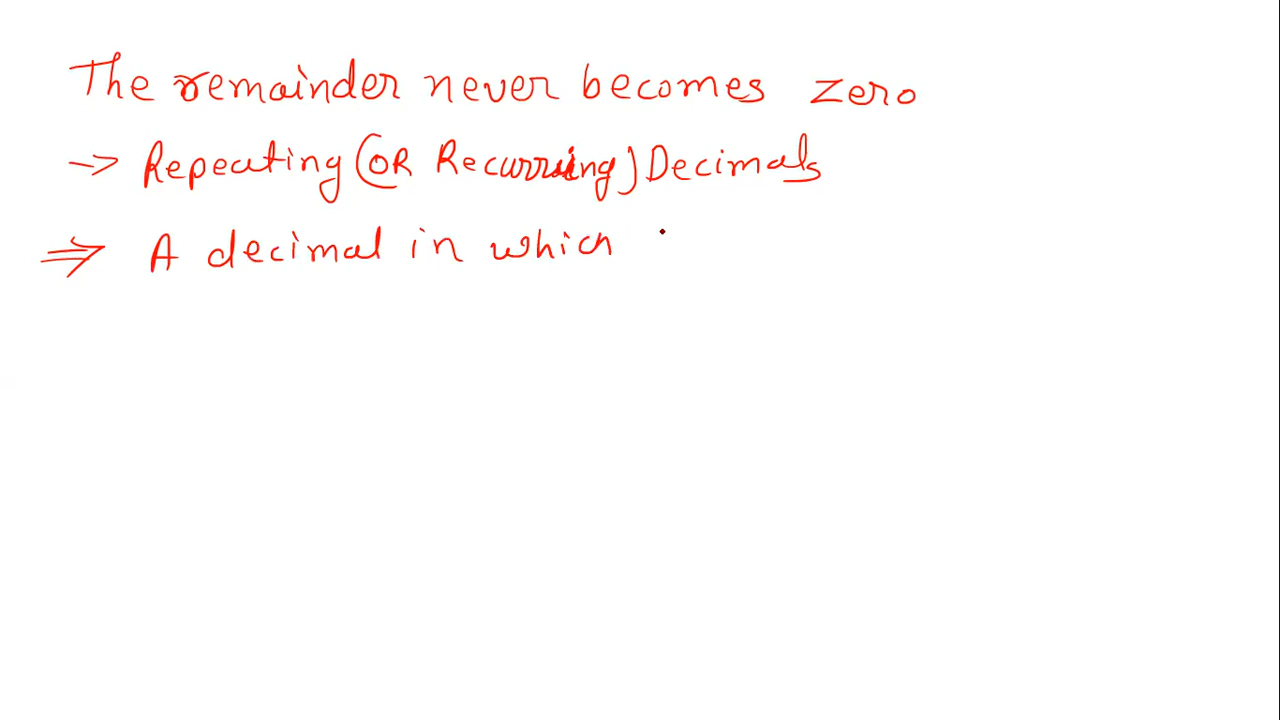 The remainder never becomes zero
-> Repeating (OR Recurring) Decimals
⇒ A decimal in which